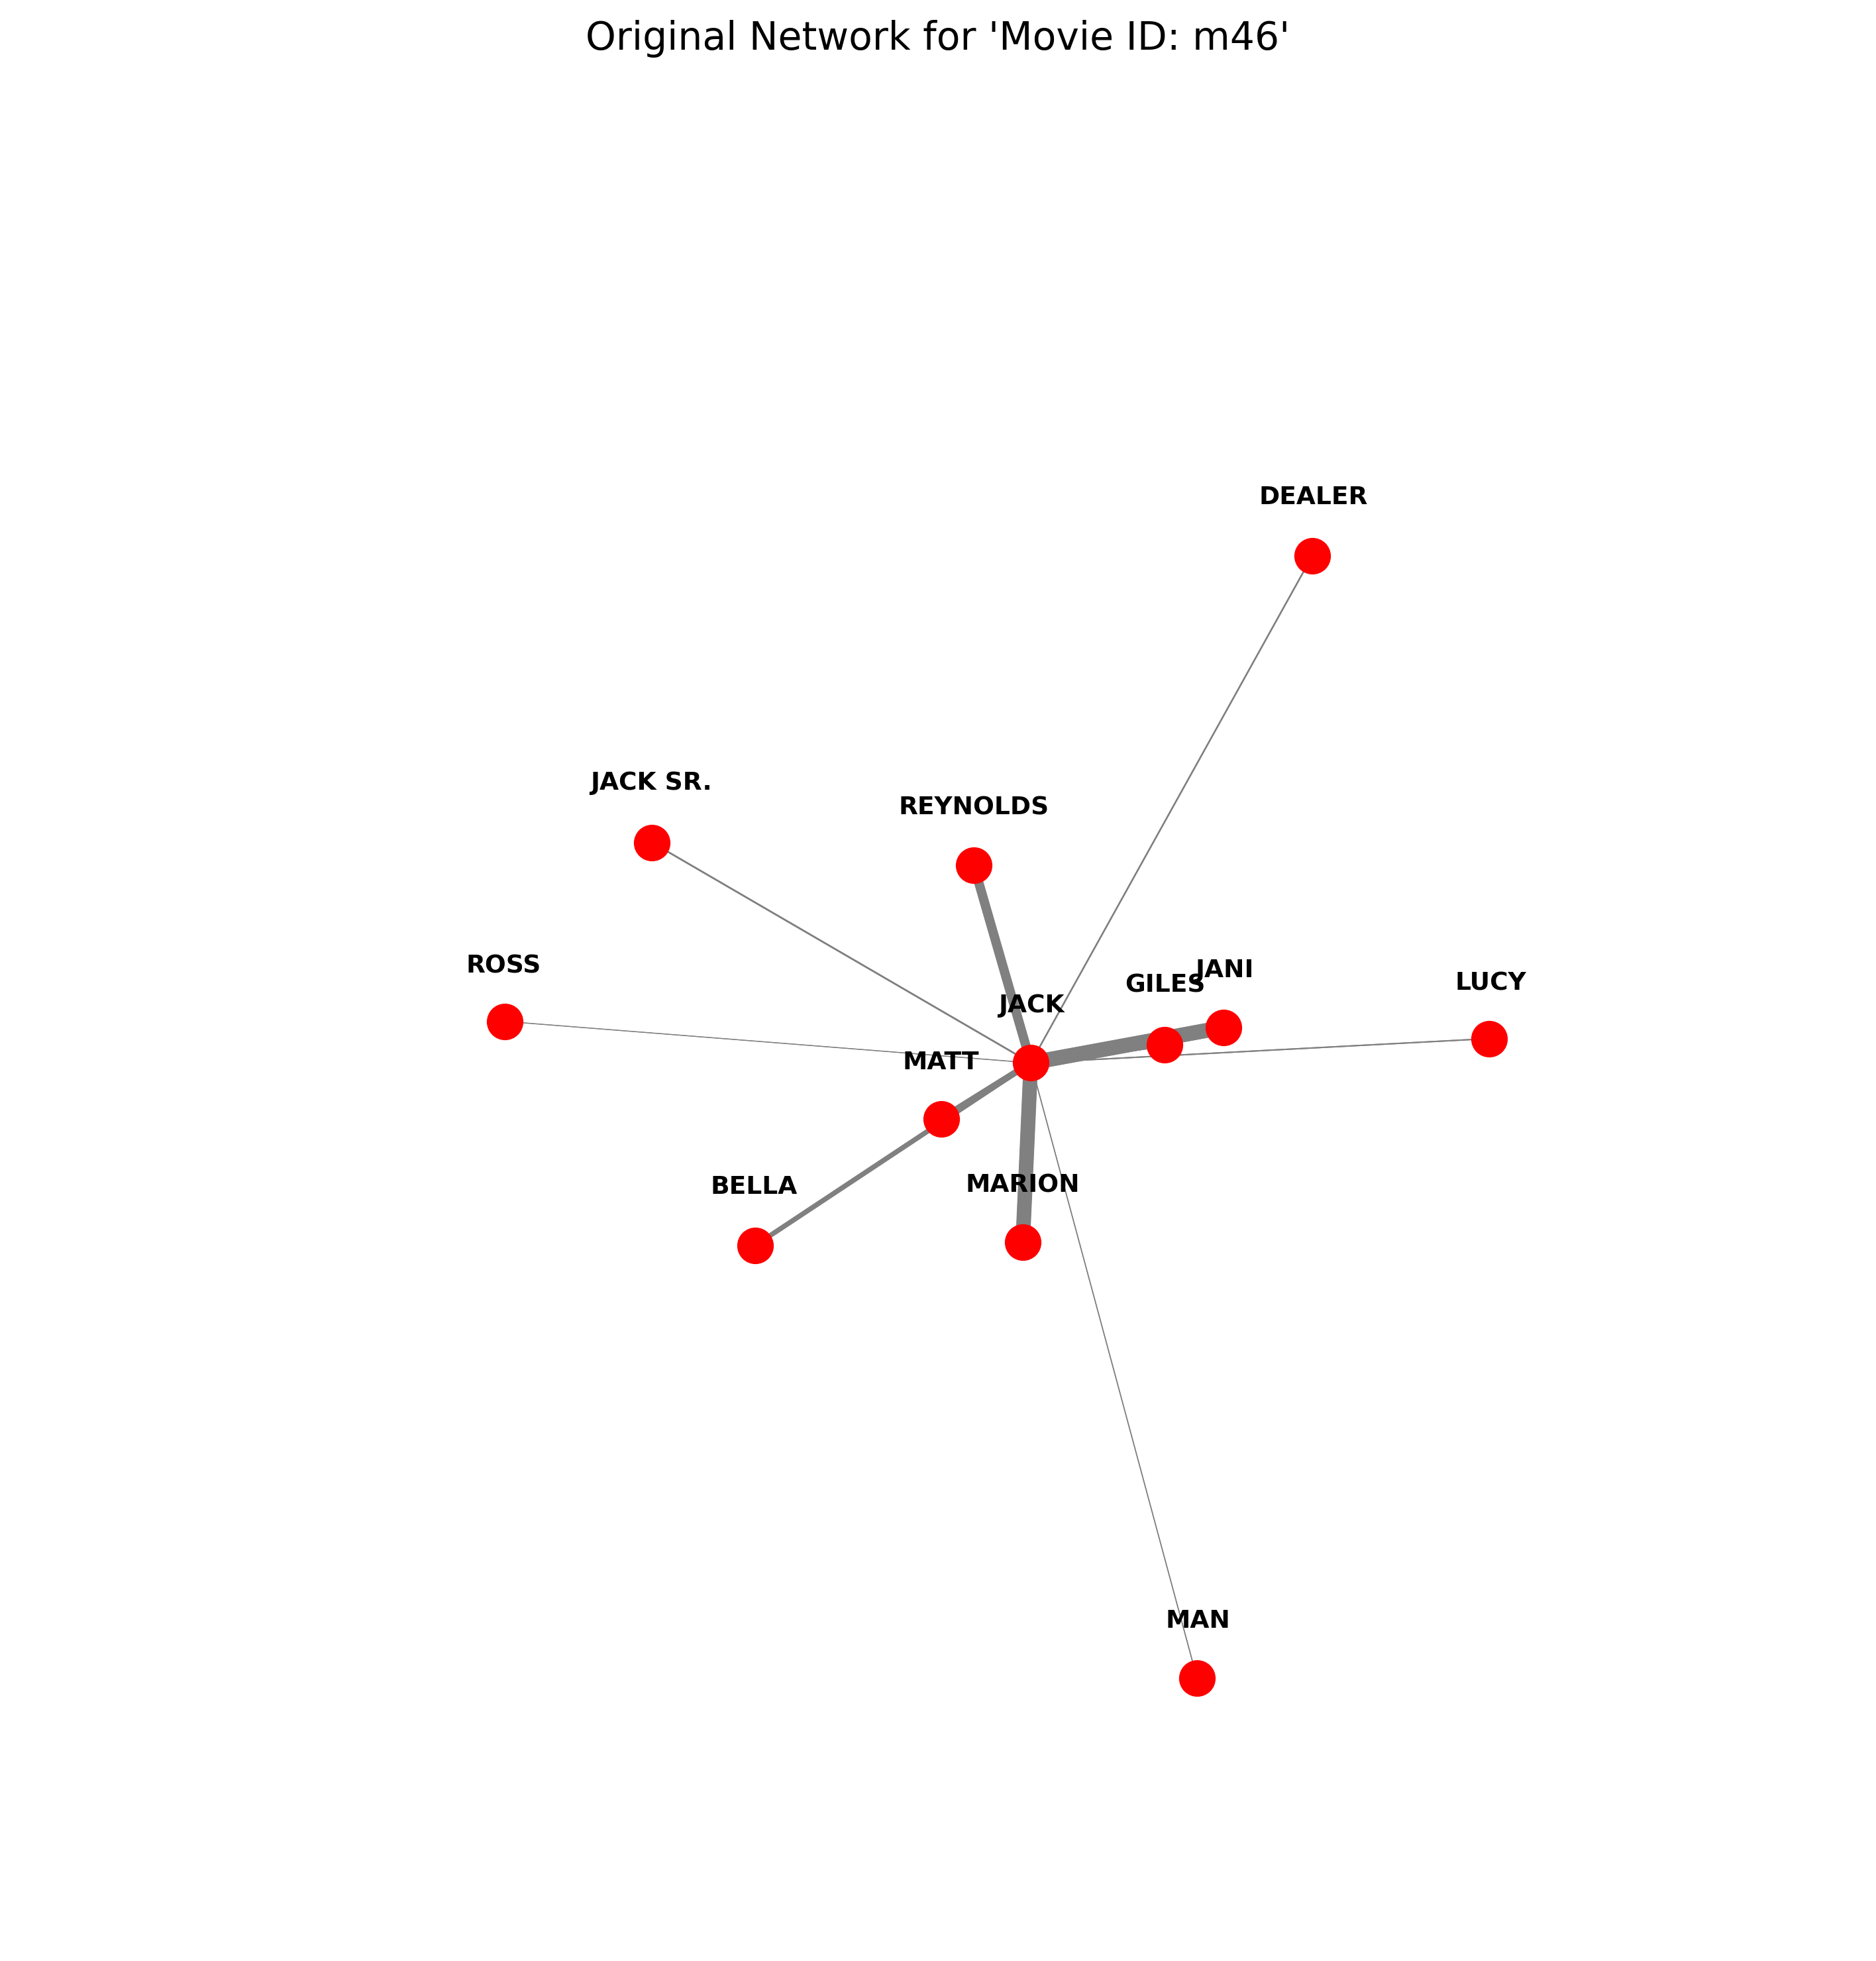 Original Network for 'Movie ID: m46'
DEALER
JACK SR.
REYNOLDS
ROSS
JANI
GILES
LUCY
JACK
MATT
BELLA
MARION
MAN